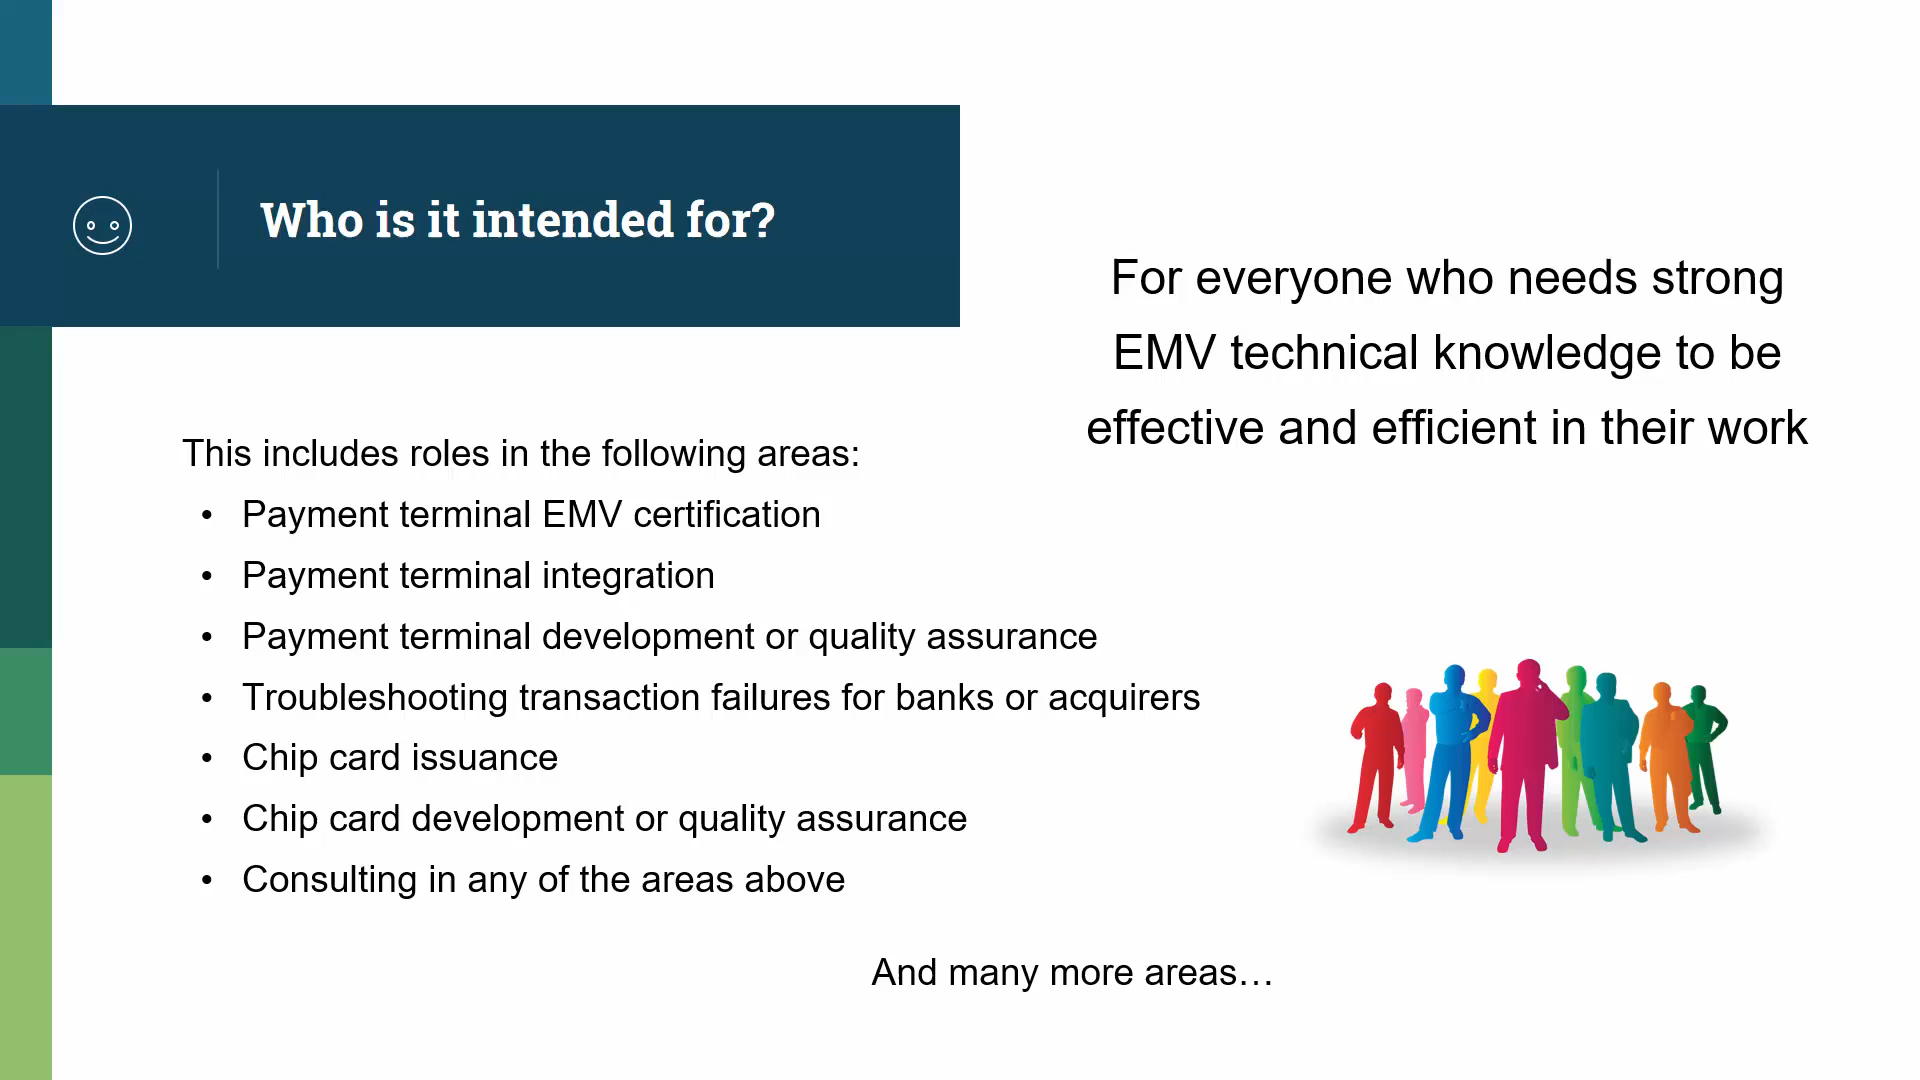 Who is it intended for?
For everyone who needs strong
EMV technical knowledge to be
effective and efficient in their work
This includes roles in the following areas:
• Payment terminal EMV certification
• Payment terminal integration
• Payment terminal development or quality assurance
• Troubleshooting transaction failures for banks or acquirers
• Chip card issuance
• Chip card development or quality assurance
• Consulting in any of the areas above
And many more areas…